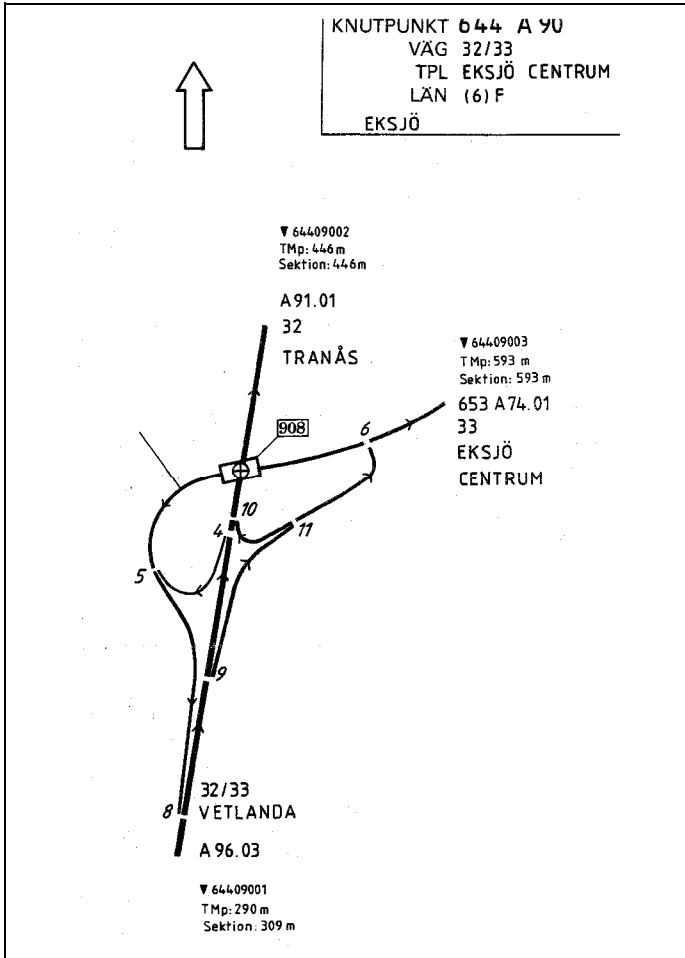 KNUTPUNKT 644 A 90
VÄG 32/33
TPL EKSJÖ CENTRUM
LÄN (6) F
EKSJÖ
▼ 64409002
TMp: 446 m
Sektion: 446 m
A 91.01
32
TRANÅS
▼ 64409003
TMp: 593 m
Sektion: 593 m
653 A 74.01
33
EKSJÖ
CENTRUM
6
908
10
4
11
5
9
8
32/33
VETLANDA
A 96.03
▼ 64409001
TMp: 290 m
Sektion: 309 m